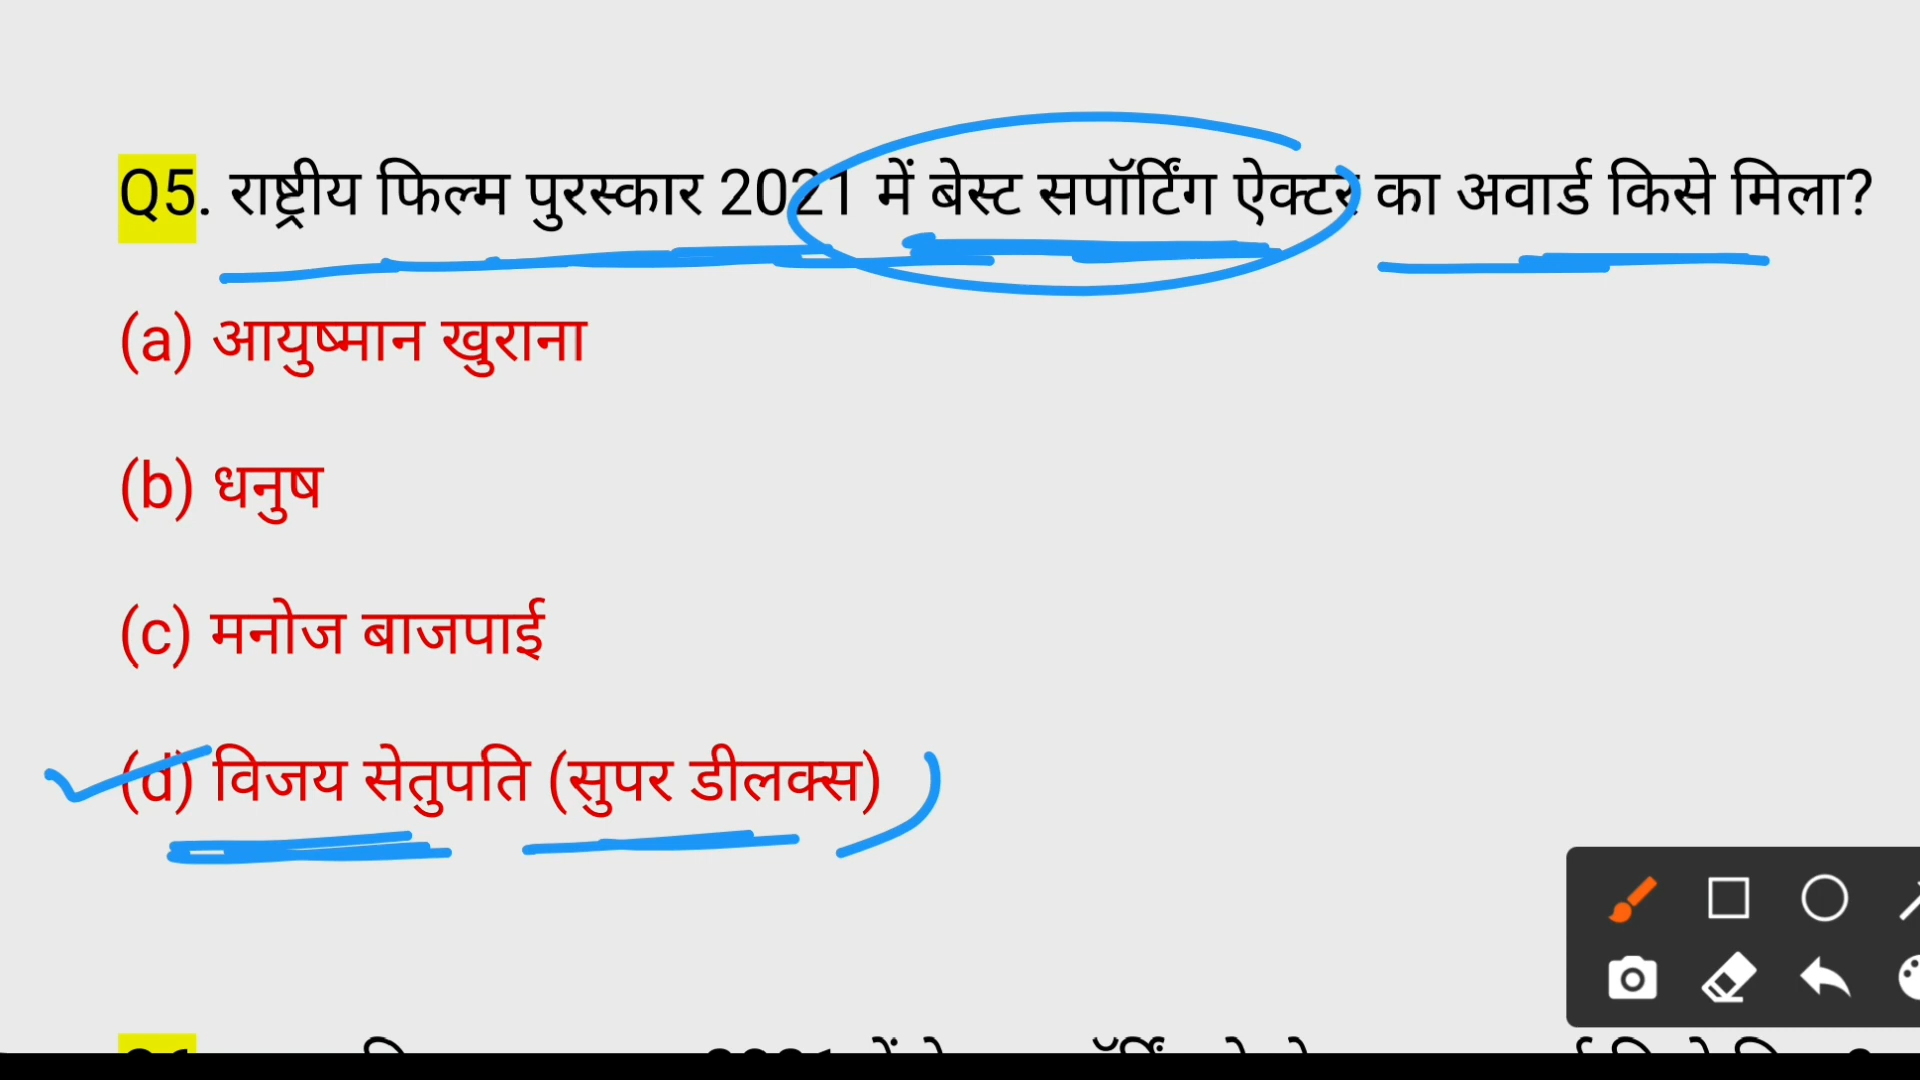 Q5. राष्ट्रीय फिल्म पुरस्कार 2021 में बेस्ट सपॉर्टिंग ऐक्टर का अवार्ड किसे मिला?
(a) आयुष्मान खुराना
(b) धनुष
(c) मनोज बाजपाई
(d) विजय सेतुपति (सुपर डीलक्स)